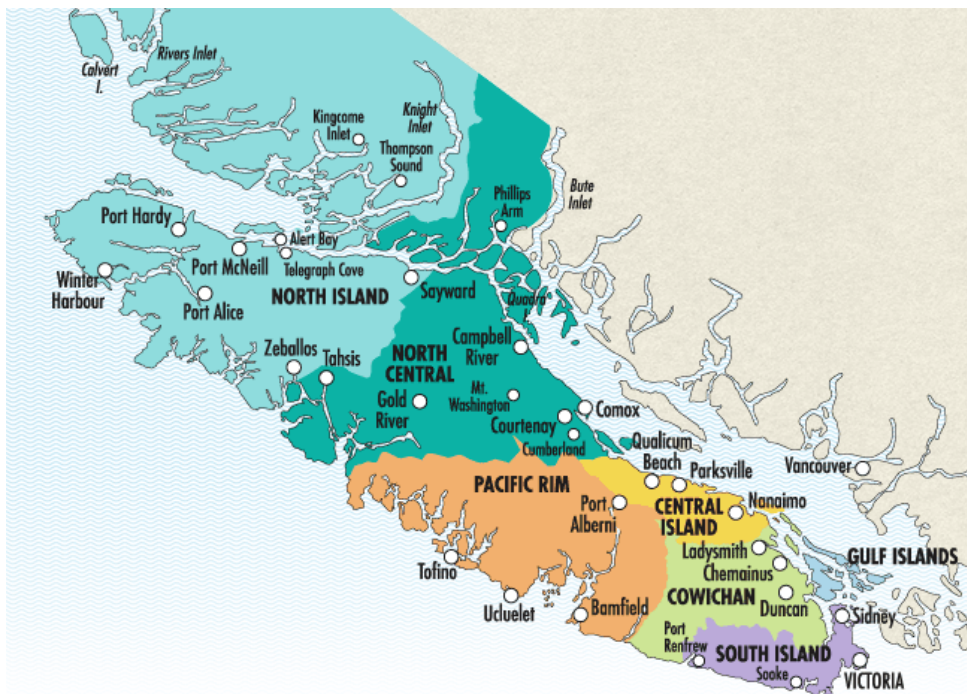 Calvert
I.
Rivers Inlet
Kingcome
Inlet
Knight
Inlet
Thompson
Sound
Bute
Inlet
Phillips
Arm
Port Hardy
Alert Bay
Port McNeill
Telegraph Cove
Winter
Harbour
NORTH ISLAND
Sayward
Port Alice
Quadra
I.
Campbell
River
Zeballos
Tahsis
NORTH
CENTRAL
Mt.
Washington
Gold
River
Comox
Courtenay
Cumberland
Qualicum
Beach
Parksville
Vancouver
PACIFIC RIM
Port
Alberni
CENTRAL
ISLAND
Nanaimo
Ladysmith
GULF ISLANDS
Tofino
Chemainus
COWICHAN
Ucluelet
Bamfield
Duncan
Sidney
Port
Renfrew
SOUTH ISLAND
Sooke
VICTORIA